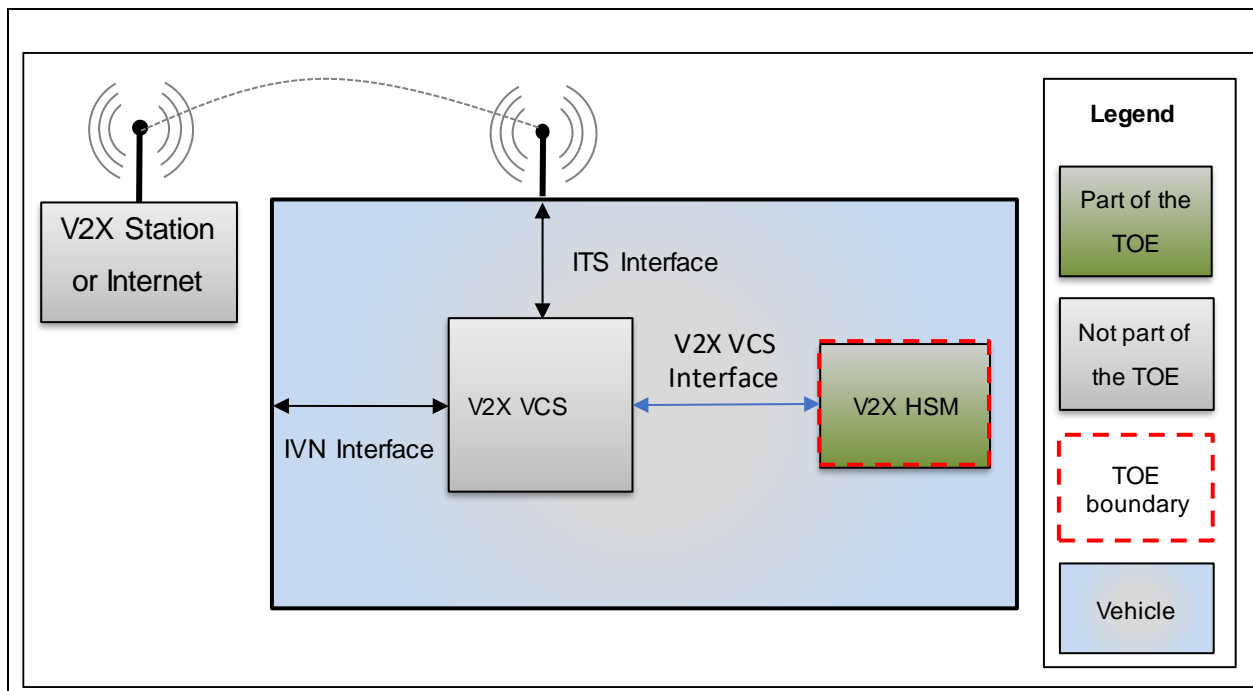 V2X Station
or Internet
ITS Interface
V2X VCS
Interface
V2X VCS
V2X HSM
IVN Interface
Legend
Part of the
TOE
Not part of
the TOE
TOE
boundary
Vehicle